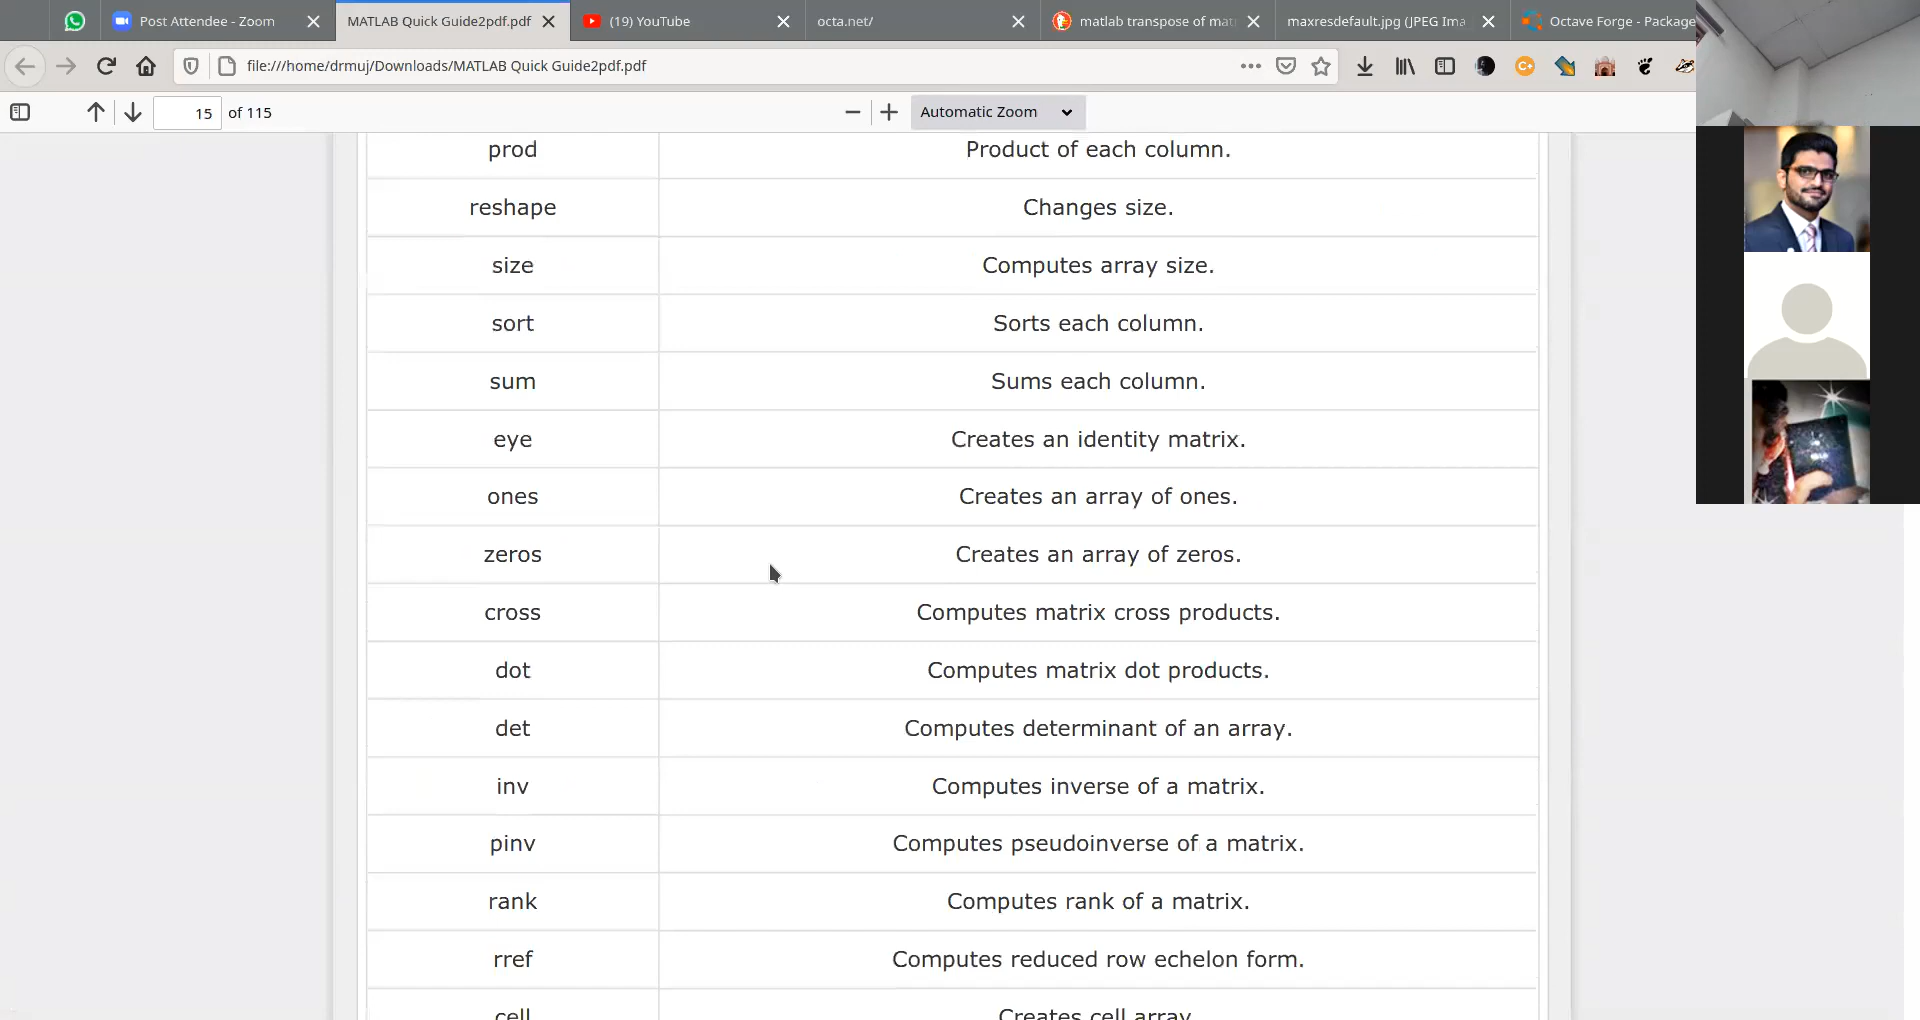 Post Attendee - Zoom
MATLAB Quick Guide2pdf.pdf
(19) YouTube
octa.net/
matlab transpose of mat
maxresdefault.jpg (JPEG Ima
Octave Forge - Package
file:///home/drmuj/Downloads/MATLAB Quick Guide2pdf.pdf
15 of 115
Automatic Zoom
prod Product of each column.
reshape Changes size.
size Computes array size.
sort Sorts each column.
sum Sums each column.
eye Creates an identity matrix.
ones Creates an array of ones.
zeros Creates an array of zeros.
cross Computes matrix cross products.
dot Computes matrix dot products.
det Computes determinant of an array.
inv Computes inverse of a matrix.
pinv Computes pseudoinverse of a matrix.
rank Computes rank of a matrix.
rref Computes reduced row echelon form.
cell Creates cell array